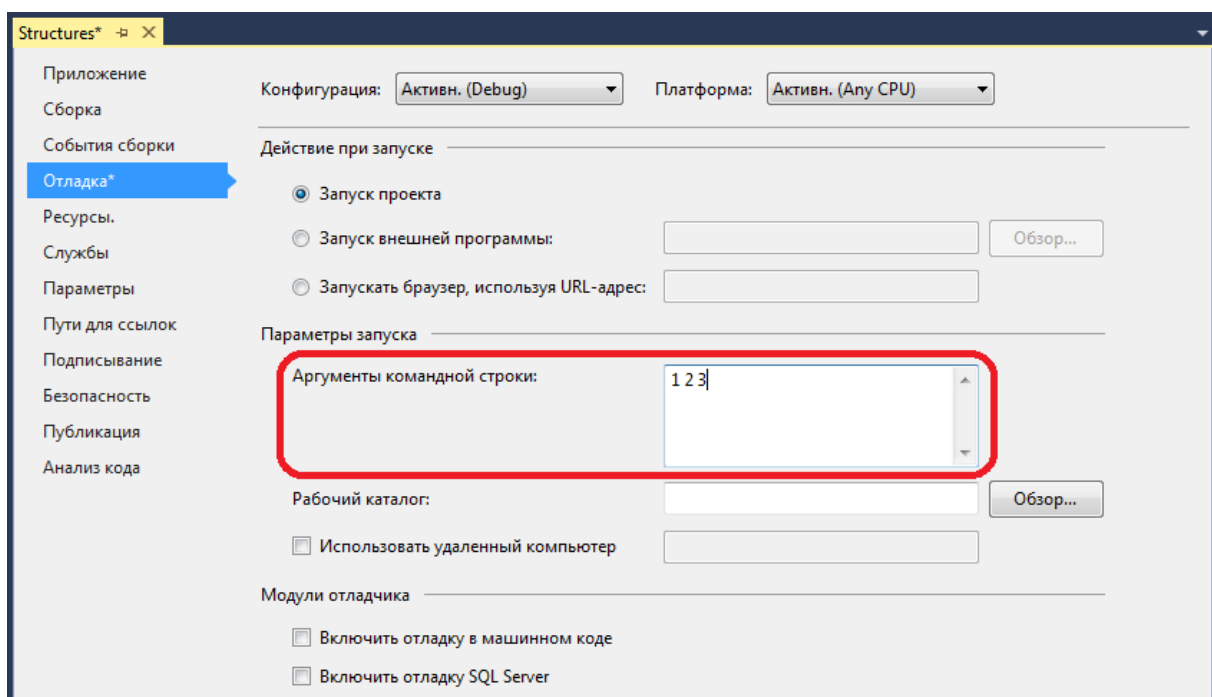 Structures*
Приложение
Сборка
События сборки
Отладка*
Ресурсы.
Службы
Параметры
Пути для ссылок
Подписывание
Безопасность
Публикация
Анализ кода
Конфигурация: Активн. (Debug) Платформа: Активн. (Any CPU)
Действие при запуске
Запуск проекта
Запуск внешней программы: Обзор...
Запускать браузер, используя URL-адрес:
Параметры запуска
Аргументы командной строки: 1 2 3
Рабочий каталог: Обзор...
Использовать удаленный компьютер
Модули отладчика
Включить отладку в машинном коде
Включить отладку SQL Server